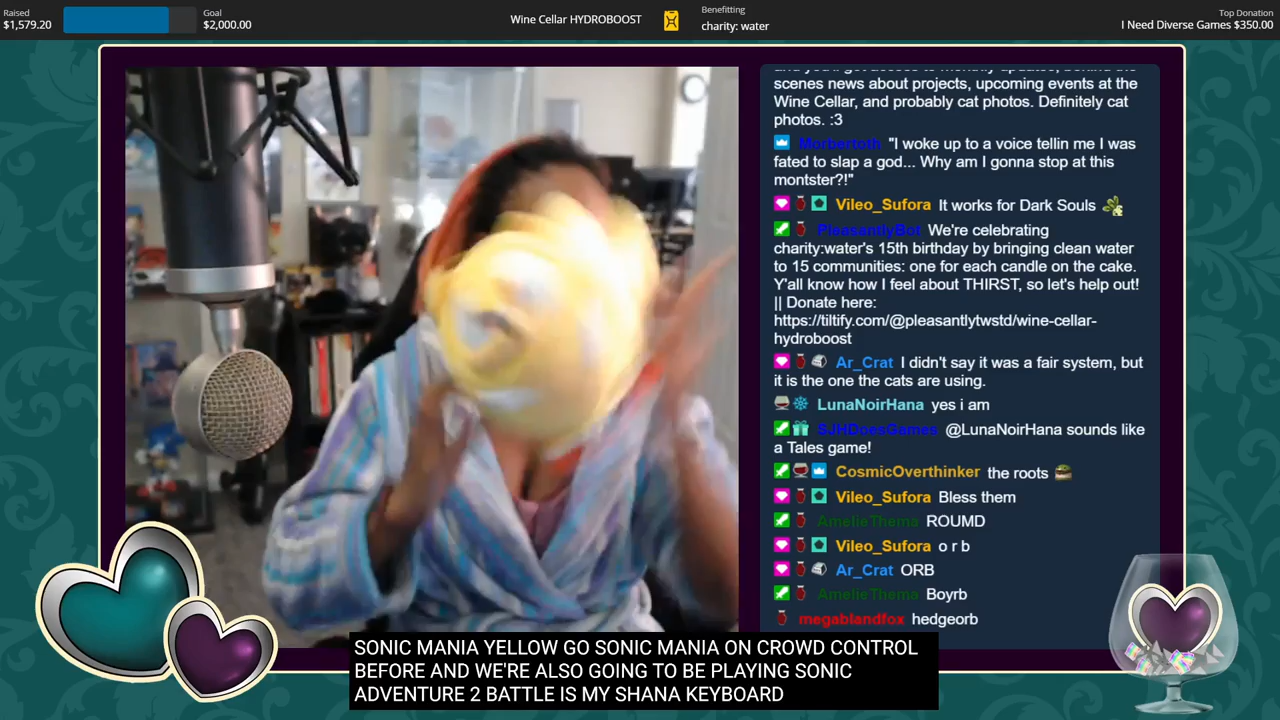 Raised
$1,579.20
Goal
$2,000.00
Wine Cellar HYDROBOOST
Benefitting
charity: water
Top Donation
I Need Diverse Games $350.00
scenes news about projects, upcoming events at the
Wine Cellar, and probably cat photos. Definitely cat
photos. :3
Morbertoth "I woke up to a voice tellin me I was
fated to slap a god... Why am I gonna stop at this
montster?!"
Vileo_Sufora It works for Dark Souls
PleasantlyBot We're celebrating
charity:water's 15th birthday by bringing clean water
to 15 communities: one for each candle on the cake.
Y'all know how I feel about THIRST, so let's help out!
|| Donate here:
https://tiltify.com/@pleasantlytwstd/wine-cellar-
hydroboost
Ar_Crat I didn't say it was a fair system, but
it is the one the cats are using.
LunaNoirHana yes i am
SJHDoesGames @LunaNoirHana sounds like
a Tales game!
CosmicOverthinker the roots
Vileo_Sufora Bless them
AmelieThema ROUMD
Vileo_Sufora o r b
Ar_Crat ORB
AmelieThema Boyrb
megablandfox hedgeorb
SONIC MANIA YELLOW GO SONIC MANIA ON CROWD CONTROL
BEFORE AND WE'RE ALSO GOING TO BE PLAYING SONIC
ADVENTURE 2 BATTLE IS MY SHANA KEYBOARD